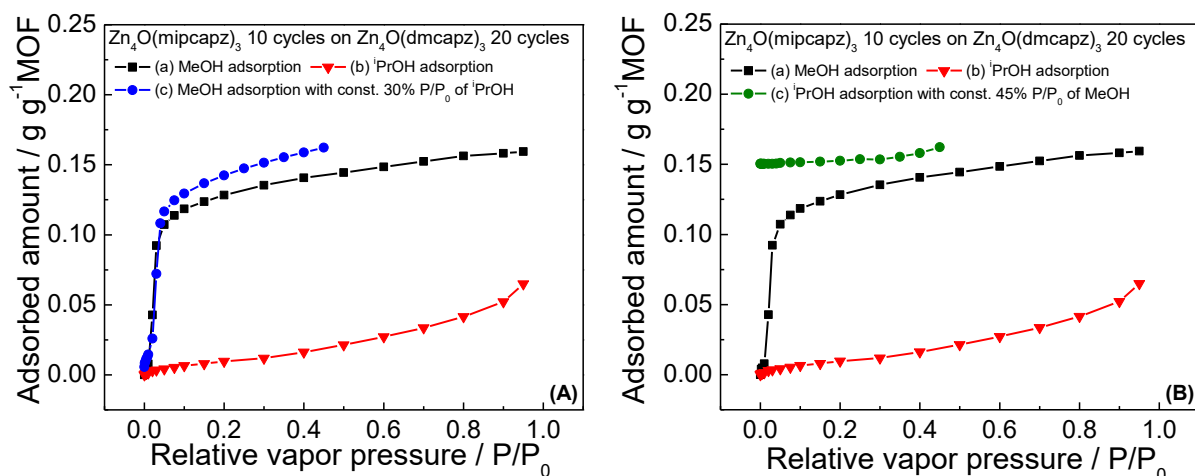 Zn₄O(mipcapz)₃ 10 cycles on Zn₄O(dmcapz)₃ 20 cycles
(a) MeOH adsorption (b) ⁱPrOH adsorption
(c) MeOH adsorption with const. 30% P/P₀ of ⁱPrOH
Adsorbed amount / g g⁻¹MOF
0.25
0.20
0.15
0.10
0.05
0.00
(A)
0.0 0.2 0.4 0.6 0.8 1.0
Relative vapor pressure / P/P₀
Zn₄O(mipcapz)₃ 10 cycles on Zn₄O(dmcapz)₃ 20 cycles
(a) MeOH adsorption (b) ⁱPrOH adsorption
(c) ⁱPrOH adsorption with const. 45% P/P₀ of MeOH
Adsorbed amount / g g⁻¹MOF
0.25
0.20
0.15
0.10
0.05
0.00
(B)
0.0 0.2 0.4 0.6 0.8 1.0
Relative vapor pressure / P/P₀